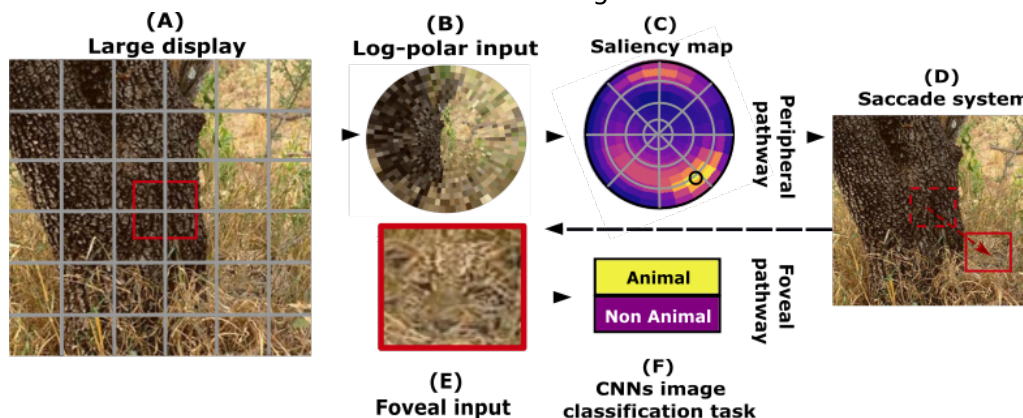 (A)
Large display
(B)
Log-polar input
(C)
Saliency map
Peripheral
pathway
(D)
Saccade system
Animal
Non Animal
Foveal
pathway
(E)
Foveal input
(F)
CNNs image
classification task